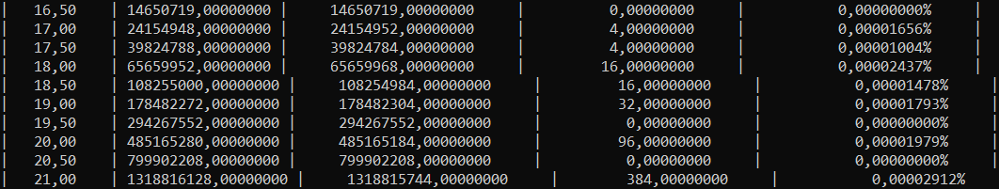 | 16,50 | 14650719,00000000 | 14650719,00000000 | 0,00000000 | 0,00000000% |
| 17,00 | 24154948,00000000 | 24154952,00000000 | 4,00000000 | 0,00001656% |
| 17,50 | 39824788,00000000 | 39824784,00000000 | 4,00000000 | 0,00001004% |
| 18,00 | 65659952,00000000 | 65659968,00000000 | 16,00000000 | 0,00002437% |
| 18,50 | 108255000,00000000 | 108254984,00000000 | 16,00000000 | 0,00001478% |
| 19,00 | 178482272,00000000 | 178482304,00000000 | 32,00000000 | 0,00001793% |
| 19,50 | 294267552,00000000 | 294267552,00000000 | 0,00000000 | 0,00000000% |
| 20,00 | 485165280,00000000 | 485165184,00000000 | 96,00000000 | 0,00001979% |
| 20,50 | 799902208,00000000 | 799902208,00000000 | 0,00000000 | 0,00000000% |
| 21,00 | 1318816128,00000000 | 1318815744,00000000 | 384,00000000 | 0,00002912%